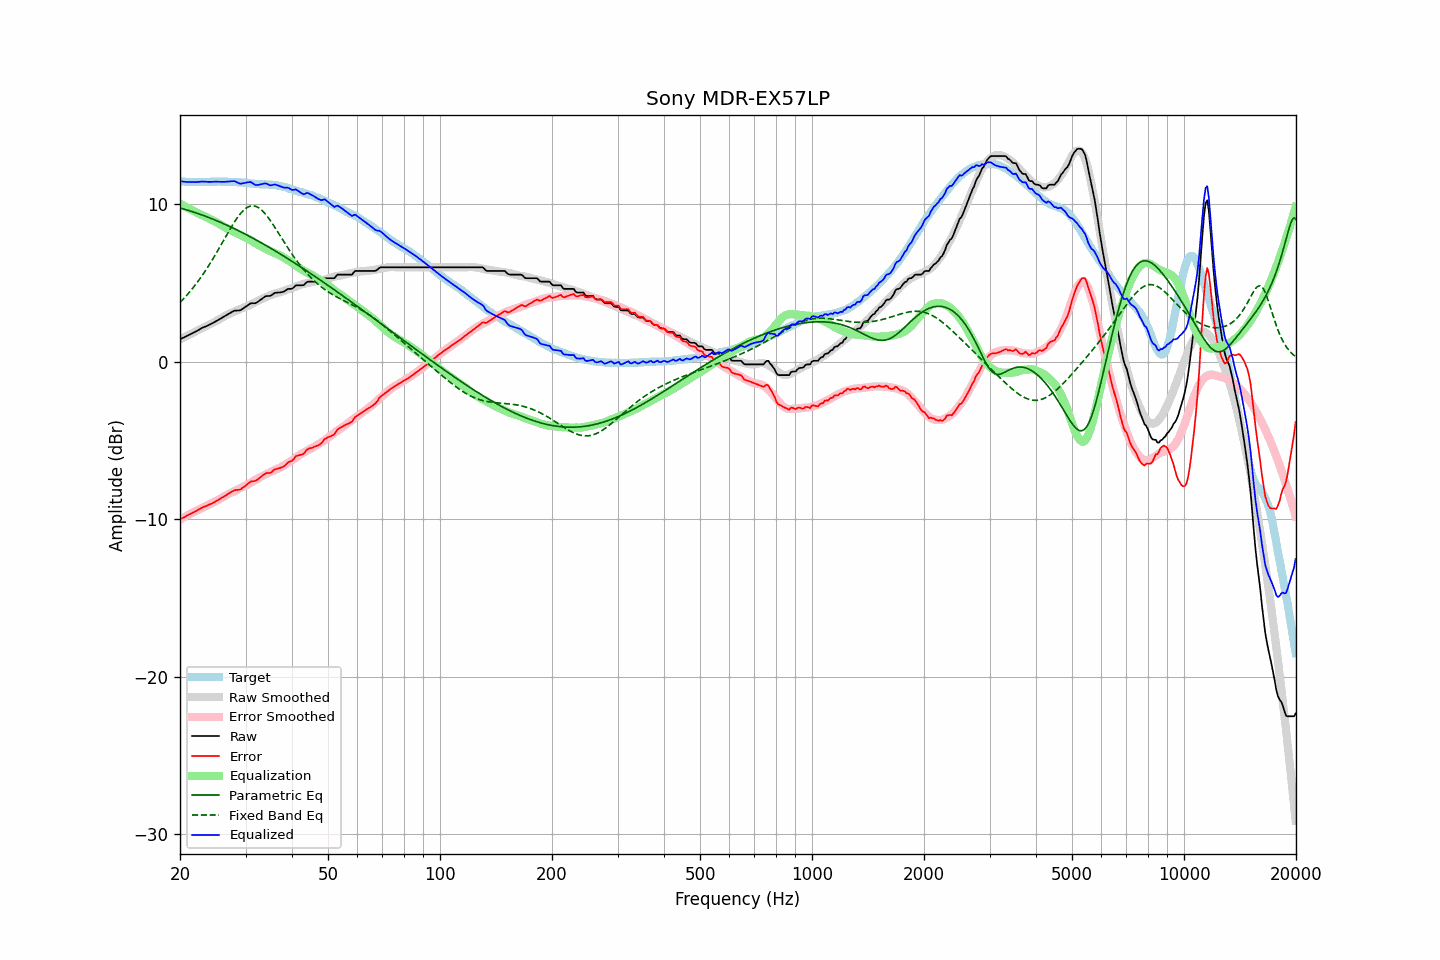 Sony MDR-EX57LP
Amplitude (dBr)
10
0
−10
−20
−30
Target
Raw Smoothed
Error Smoothed
Raw
Error
Equalization
Parametric Eq
Fixed Band Eq
Equalized
20 50 100 200 500 1000 2000 5000 10000 20000
Frequency (Hz)